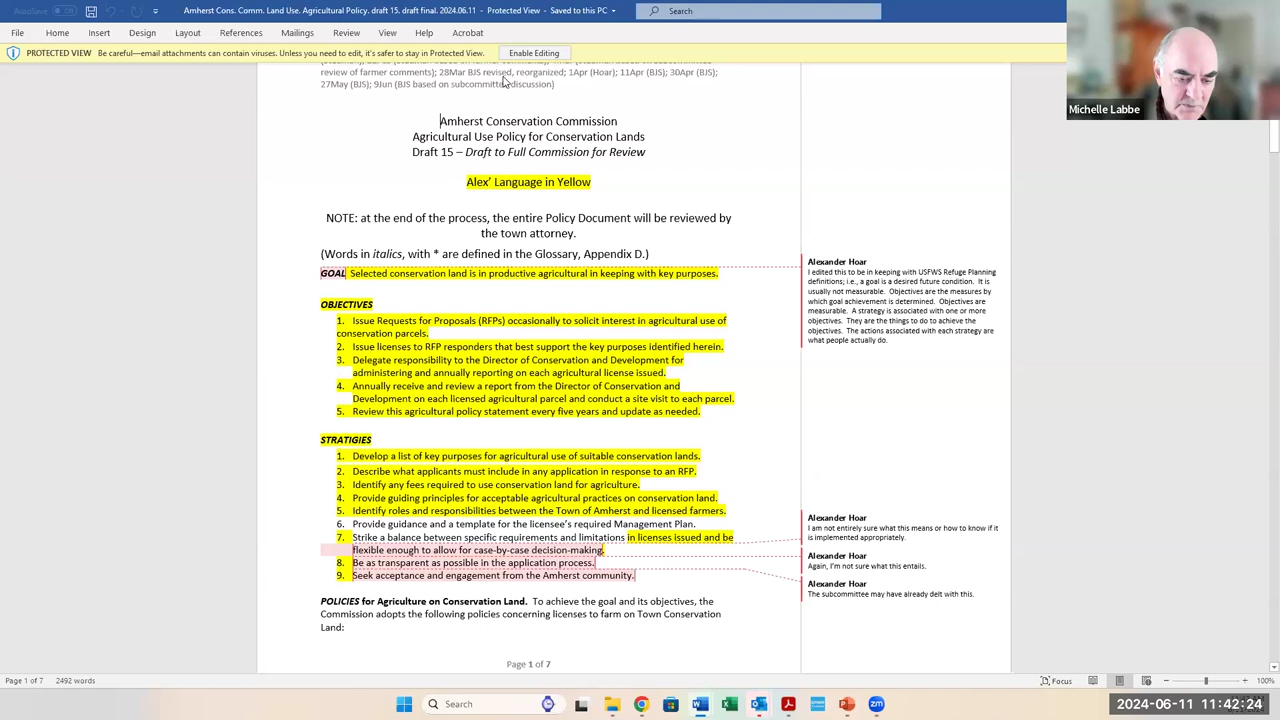 AutoSave Off
Amherst Cons. Comm. Land Use. Agricultural Policy. draft 15. draft final. 2024.06.11 • Protected View • Saved to this PC
Search
File Home Insert Design Layout References Mailings Review View Help Acrobat
PROTECTED VIEW Be careful—email attachments can contain viruses. Unless you need to edit, it's safer to stay in Protected View. Enable Editing
Michelle Labbe
review of farmer comments); 28Mar BJS revised, reorganized; 1Apr (Hoar); 11Apr (BJS); 30Apr (BJS);
27May (BJS); 9Jun (BJS based on subcommittee discussion)
Amherst Conservation Commission
Agricultural Use Policy for Conservation Lands
Draft 15 – Draft to Full Commission for Review
Alex' Language in Yellow
NOTE: at the end of the process, the entire Policy Document will be reviewed by
the town attorney.
(Words in italics, with * are defined in the Glossary, Appendix D.)
GOAL Selected conservation land is in productive agricultural in keeping with key purposes.
OBJECTIVES
1. Issue Requests for Proposals (RFPs) occasionally to solicit interest in agricultural use of
conservation parcels.
2. Issue licenses to RFP responders that best support the key purposes identified herein.
3. Delegate responsibility to the Director of Conservation and Development for
administering and annually reporting on each agricultural license issued.
4. Annually receive and review a report from the Director of Conservation and
Development on each licensed agricultural parcel and conduct a site visit to each parcel.
5. Review this agricultural policy statement every five years and update as needed.
STRATIGIES
1. Develop a list of key purposes for agricultural use of suitable conservation lands.
2. Describe what applicants must include in any application in response to an RFP.
3. Identify any fees required to use conservation land for agriculture.
4. Provide guiding principles for acceptable agricultural practices on conservation land.
5. Identify roles and responsibilities between the Town of Amherst and licensed farmers.
6. Provide guidance and a template for the licensee's required Management Plan.
7. Strike a balance between specific requirements and limitations in licenses issued and be
flexible enough to allow for case-by-case decision-making.
8. Be as transparent as possible in the application process.
9. Seek acceptance and engagement from the Amherst community.
POLICIES for Agriculture on Conservation Land. To achieve the goal and its objectives, the
Commission adopts the following policies concerning licenses to farm on Town Conservation
Land:
Page 1 of 7
Alexander Hoar
I edited this to be in keeping with USFWS Refuge Planning
definitions; i.e., a goal is a desired future condition. It is
usually not measurable. Objectives are the measures by
which goal achievement is determined. Objectives are
measurable. A strategy is associated with one or more
objectives. They are the things to do to achieve the
objectives. The actions associated with each strategy are
what people actually do.
Alexander Hoar
I am not entirely sure what this means or how to know if it
is implemented appropriately.
Alexander Hoar
Again, I'm not sure what this entails.
Alexander Hoar
The subcommittee may have already delt with this.
Page 1 of 7 2492 words
Focus
100%
Search
2024-06-11 11:42:24